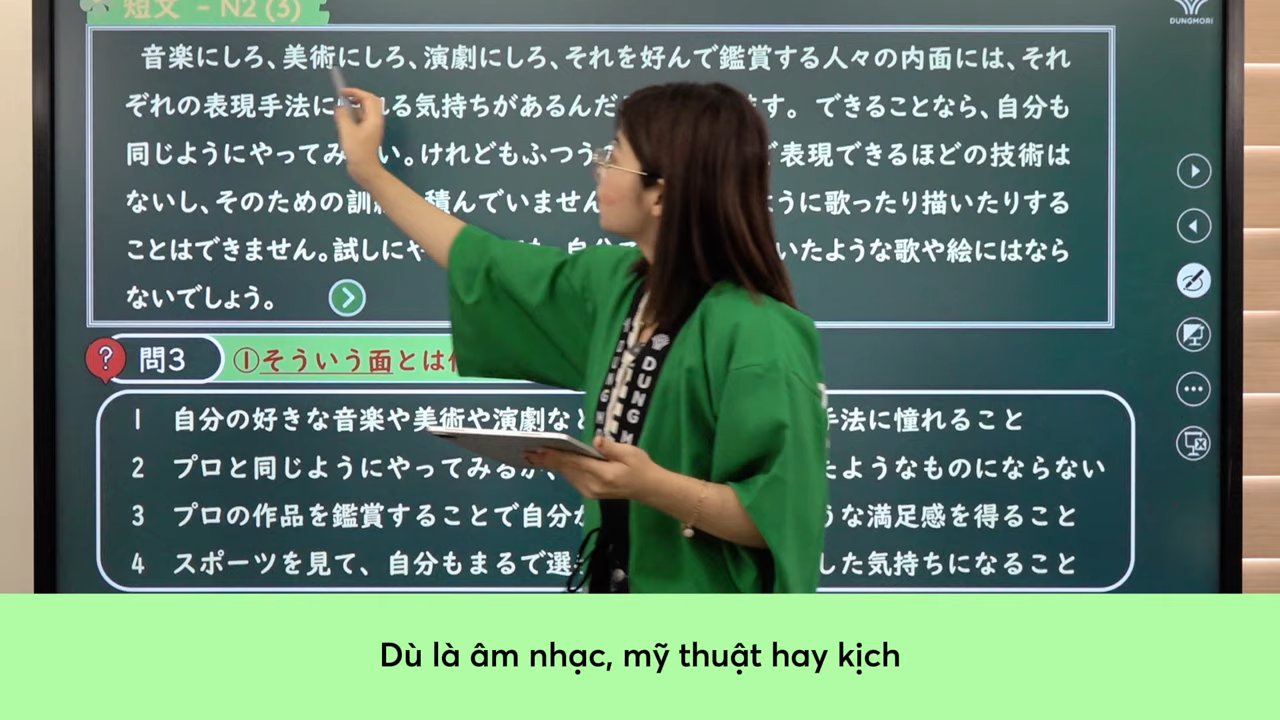 短文 - N2 (3)
DUNGMORI
音楽にしろ、美術にしろ、演劇にしろ、それを好んで鑑賞する人々の内面には、それ
ぞれの表現手法に れる気持ちがあるんだ ます。できることなら、自分も
同じようにやってみ い。けれどもふつう 表現できるほどの技術は
ないし、そのための訓 積んでいません ように歌ったり描いたりする
ことはできません。試しにや 自分 いたような歌や絵にはなら
ないでしょう。
? 問3 ①そういう面とは
1 自分の好きな音楽や美術や演劇など 手法に憧れること
2 プロと同じようにやってみるが、 たようなものにならない
3 プロの作品を鑑賞することで自分が うな満足感を得ること
4 スポーツを見て、自分もまるで選 した気持ちになること
DUNG
Dù là âm nhạc, mỹ thuật hay kịch